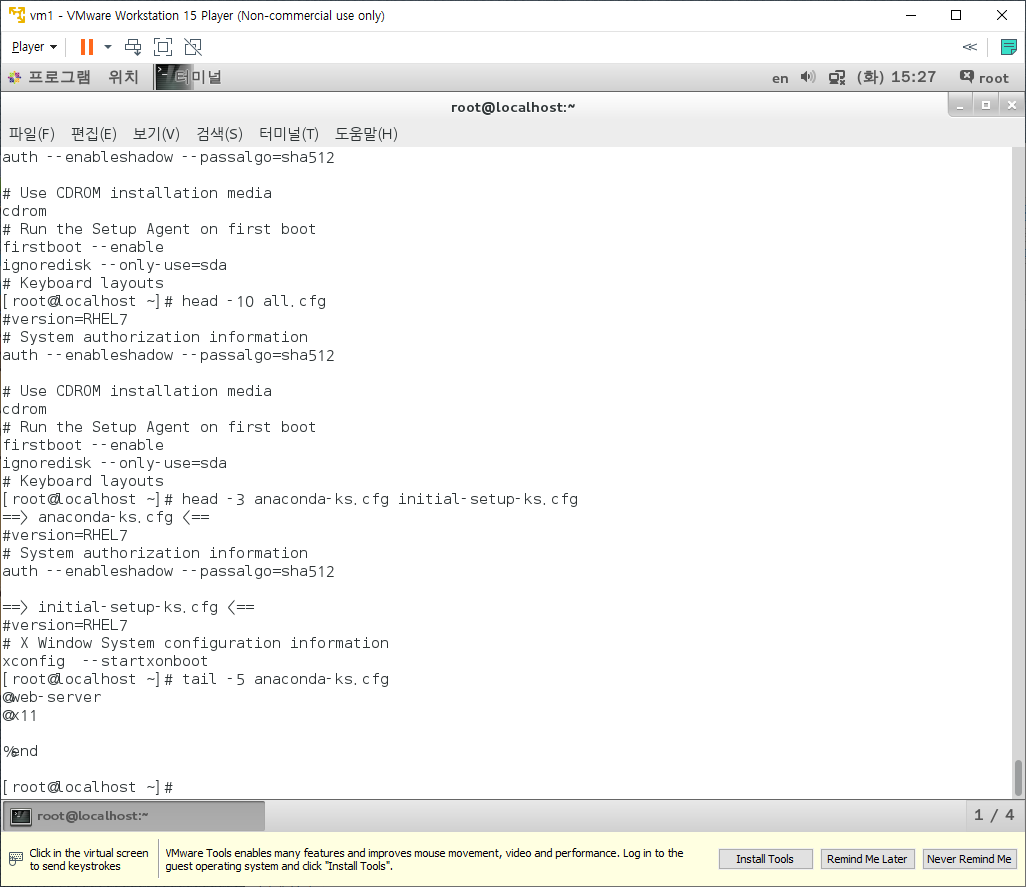 vm1 - VMware Workstation 15 Player (Non-commercial use only)
Player
프로그램 위치 터미널 en (화) 15:27 root
root@localhost:~
파일(F) 편집(E) 보기(V) 검색(S) 터미널(T) 도움말(H)
auth --enableshadow --passalgo=sha512
# Use CDROM installation media
cdrom
# Run the Setup Agent on first boot
firstboot --enable
ignoredisk --only-use=sda
# Keyboard layouts
[root@localhost ~]# head -10 all.cfg
#version=RHEL7
# System authorization information
auth --enableshadow --passalgo=sha512
# Use CDROM installation media
cdrom
# Run the Setup Agent on first boot
firstboot --enable
ignoredisk --only-use=sda
# Keyboard layouts
[root@localhost ~]# head -3 anaconda-ks.cfg initial-setup-ks.cfg
==> anaconda-ks.cfg <==
#version=RHEL7
# System authorization information
auth --enableshadow --passalgo=sha512
==> initial-setup-ks.cfg <==
#version=RHEL7
# X Window System configuration information
xconfig  --startxonboot
[root@localhost ~]# tail -5 anaconda-ks.cfg
@web-server
@x11
%end
[root@localhost ~]#
root@localhost:~ 1 / 4
Click in the virtual screen
to send keystrokes
VMware Tools enables many features and improves mouse movement, video and performance. Log in to the
guest operating system and click "Install Tools".
Install Tools Remind Me Later Never Remind Me